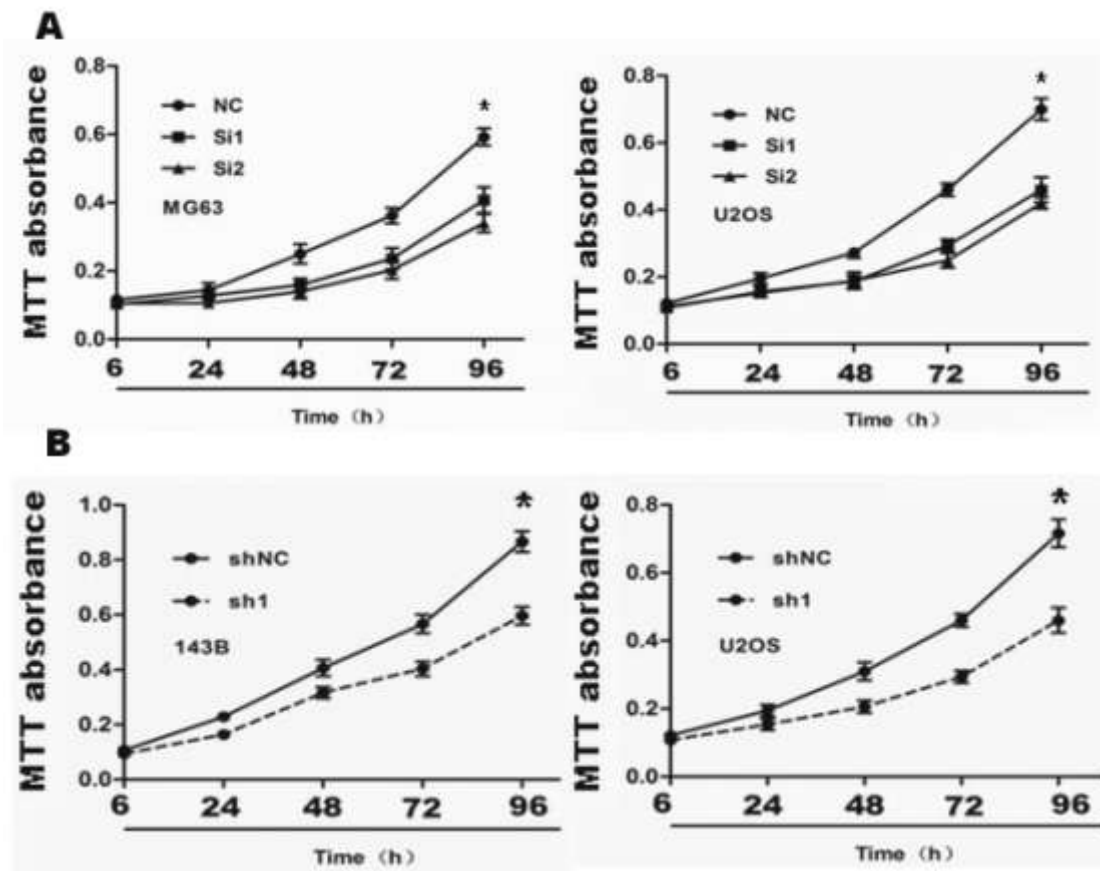 A
MTT absorbance
0.8
0.6
0.4
0.2
0.0
NC
Si1
Si2
MG63
*
6 24 48 72 96
Time (h)
MTT absorbance
0.8
0.6
0.4
0.2
0.0
NC
Si1
Si2
U2OS
*
6 24 48 72 96
Time (h)
B
MTT absorbance
1.0
0.8
0.6
0.4
0.2
0.0
shNC
sh1
143B
*
6 24 48 72 96
Time (h)
MTT absorbance
0.8
0.6
0.4
0.2
0.0
shNC
sh1
U2OS
*
6 24 48 72 96
Time (h)